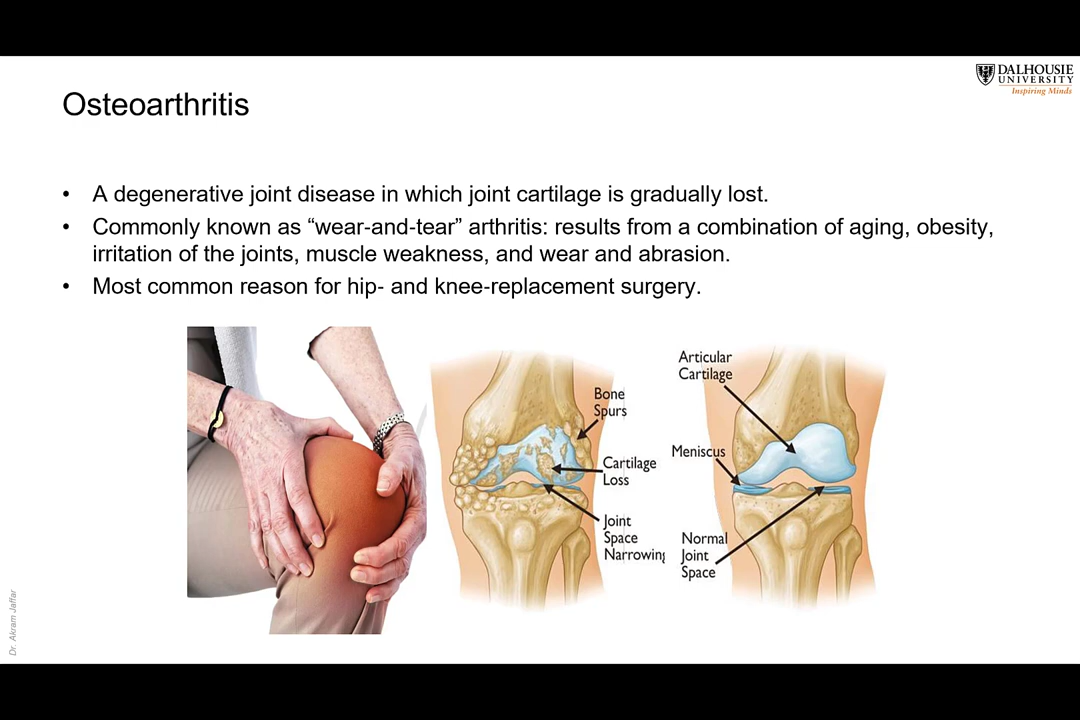 DALHOUSIE
UNIVERSITY
Inspiring Minds
Osteoarthritis
• A degenerative joint disease in which joint cartilage is gradually lost.
• Commonly known as “wear-and-tear” arthritis: results from a combination of aging, obesity,
irritation of the joints, muscle weakness, and wear and abrasion.
• Most common reason for hip- and knee-replacement surgery.
Bone
Spurs
Cartilage
Loss
Joint
Space
Narrowing
Articular
Cartilage
Meniscus
Normal
Joint
Space
Dr. Akram Jaffar